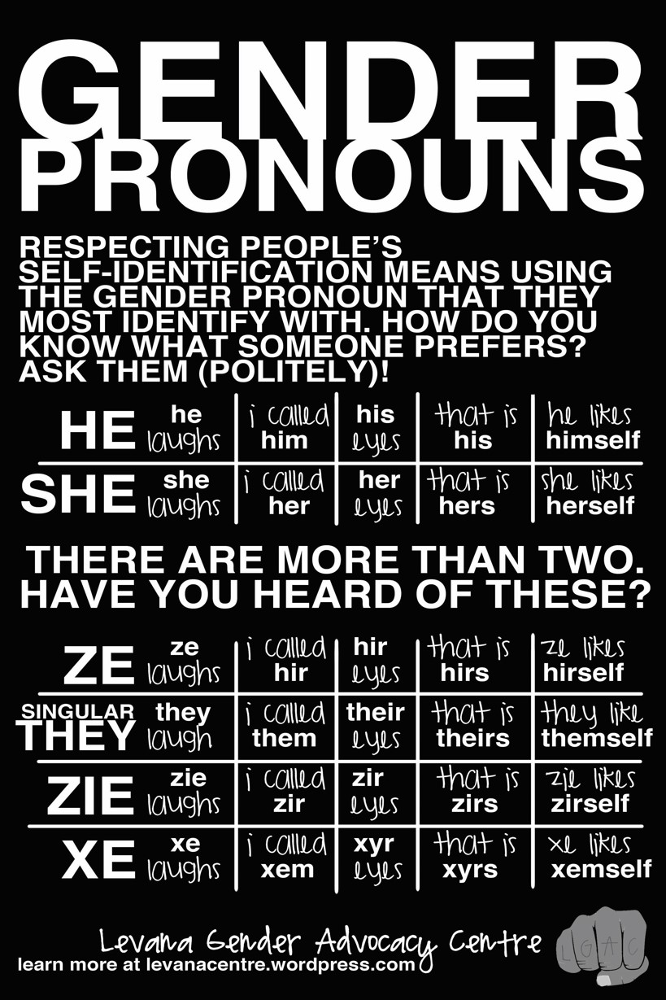 GENDER
PRONOUNS
RESPECTING PEOPLE'S
SELF-IDENTIFICATION MEANS USING
THE GENDER PRONOUN THAT THEY
MOST IDENTIFY WITH. HOW DO YOU
KNOW WHAT SOMEONE PREFERS?
ASK THEM (POLITELY)!
HE he laughs i called him his eyes that is his he likes himself
SHE she laughs i called her her eyes that is hers she likes herself
THERE ARE MORE THAN TWO.
HAVE YOU HEARD OF THESE?
ZE ze laughs i called hir hir eyes that is hirs ze likes hirself
SINGULAR THEY they laugh i called them their eyes that is theirs they like themself
ZIE zie laughs i called zir zir eyes that is zirs zie likes zirself
XE xe laughs i called xem xyr eyes that is xyrs xe likes xemself
Levana Gender Advocacy Centre
learn more at levanacentre.wordpress.com
LGAC